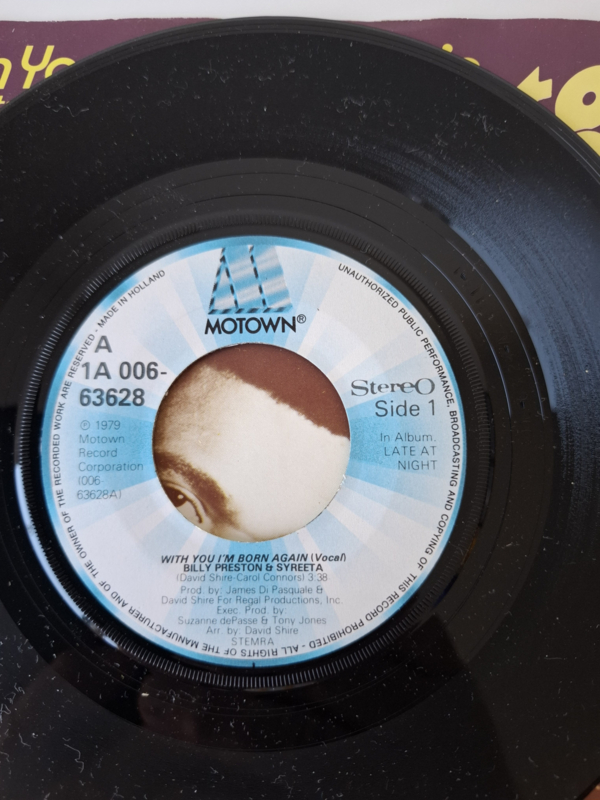 MOTOWN®
MADE IN HOLLAND
UNAUTHORIZED PUBLIC PERFORMANCE, BROADCASTING AND COPYING OF THIS RECORD PROHIBITED - ALL RIGHTS OF THE MANUFACTURER AND OF THE OWNER OF THE RECORDED WORK ARE RESERVED -
A
1A 006-
63628
℗ 1979
Motown
Record
Corporation
(006-
63628A)
Stereo
Side 1
In Album.
LATE AT
NIGHT
WITH YOU I'M BORN AGAIN (Vocal)
BILLY PRESTON & SYREETA
(David Shire-Carol Connors) 3:38
Prod. by: James Di Pasquale &
David Shire For Regal Productions, Inc.
Exec. Prod. by:
Suzanne dePasse & Tony Jones
Arr. by: David Shire
STEMRA